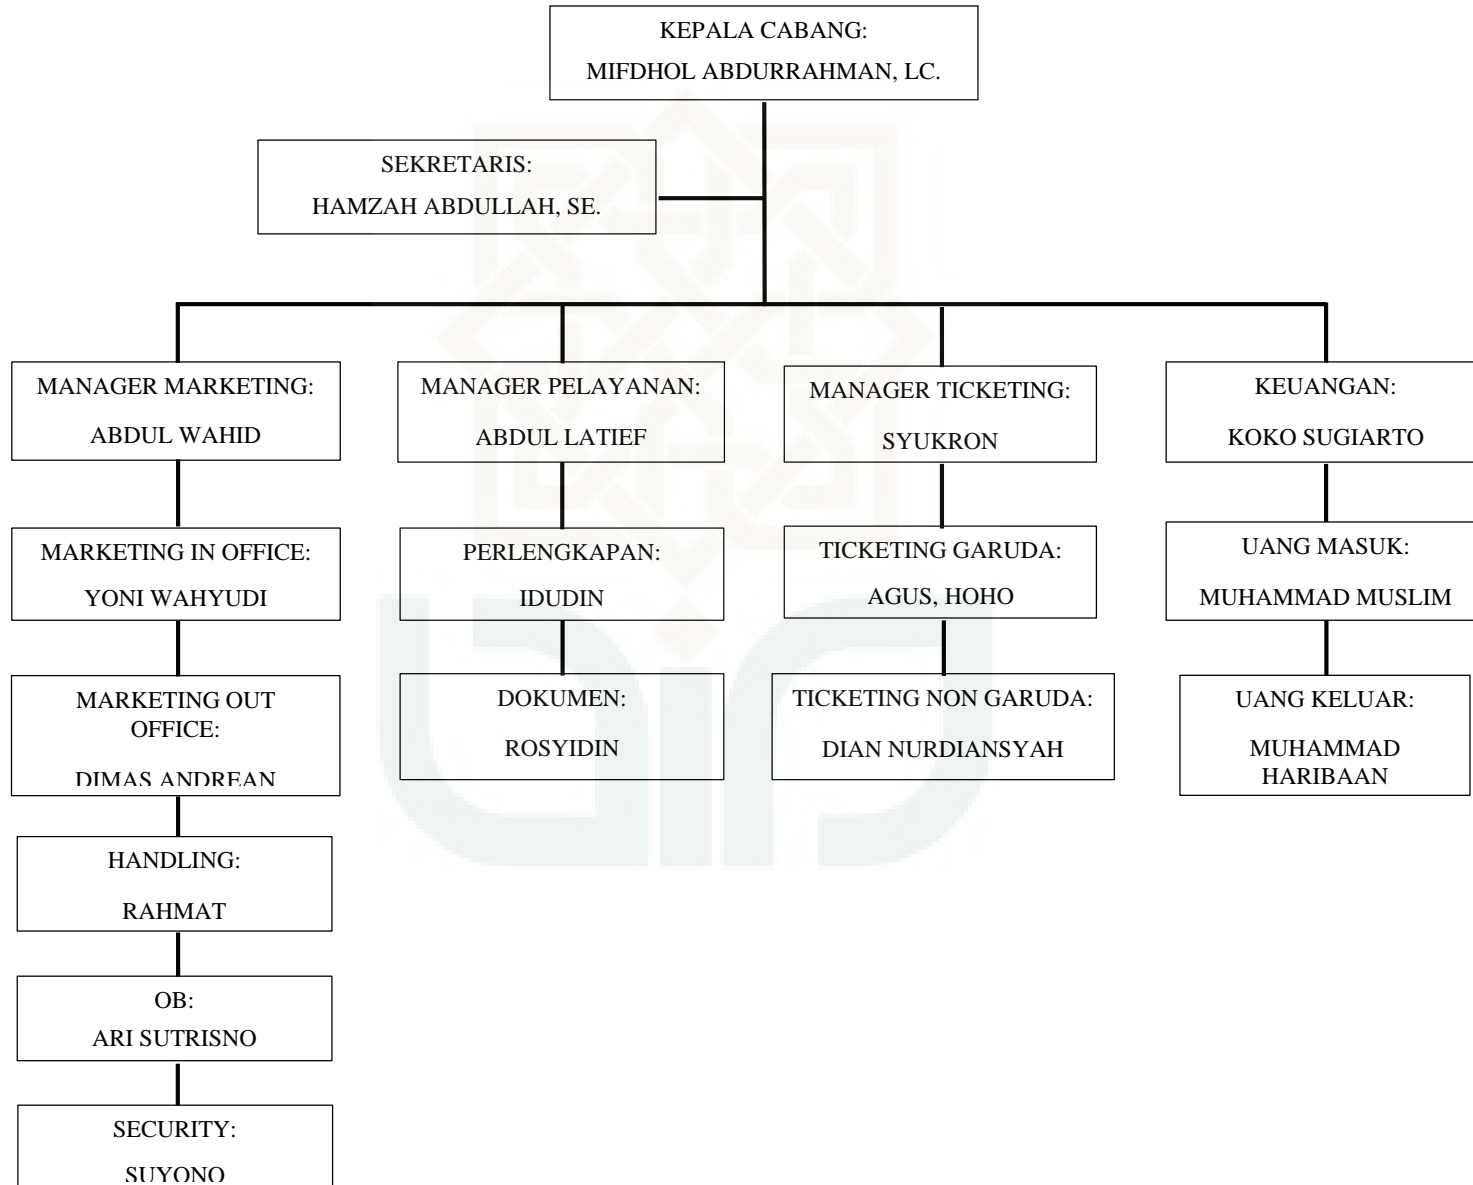 KEPALA CABANG:
MIFDHOL ABDURRAHMAN, LC.
SEKRETARIS:
HAMZAH ABDULLAH, SE.
MANAGER MARKETING:
ABDUL WAHID
MANAGER PELAYANAN:
ABDUL LATIEF
MANAGER TICKETING:
SYUKRON
KEUANGAN:
KOKO SUGIARTO
MARKETING IN OFFICE:
YONI WAHYUDI
PERLENGKAPAN:
IDUDIN
TICKETING GARUDA:
AGUS, HOHO
UANG MASUK:
MUHAMMAD MUSLIM
MARKETING OUT
OFFICE:
DIMAS ANDREAN
DOKUMEN:
ROSYIDIN
TICKETING NON GARUDA:
DIAN NURDIANSYAH
UANG KELUAR:
MUHAMMAD
HARIBAAN
HANDLING:
RAHMAT
OB:
ARI SUTRISNO
SECURITY:
SUYONO